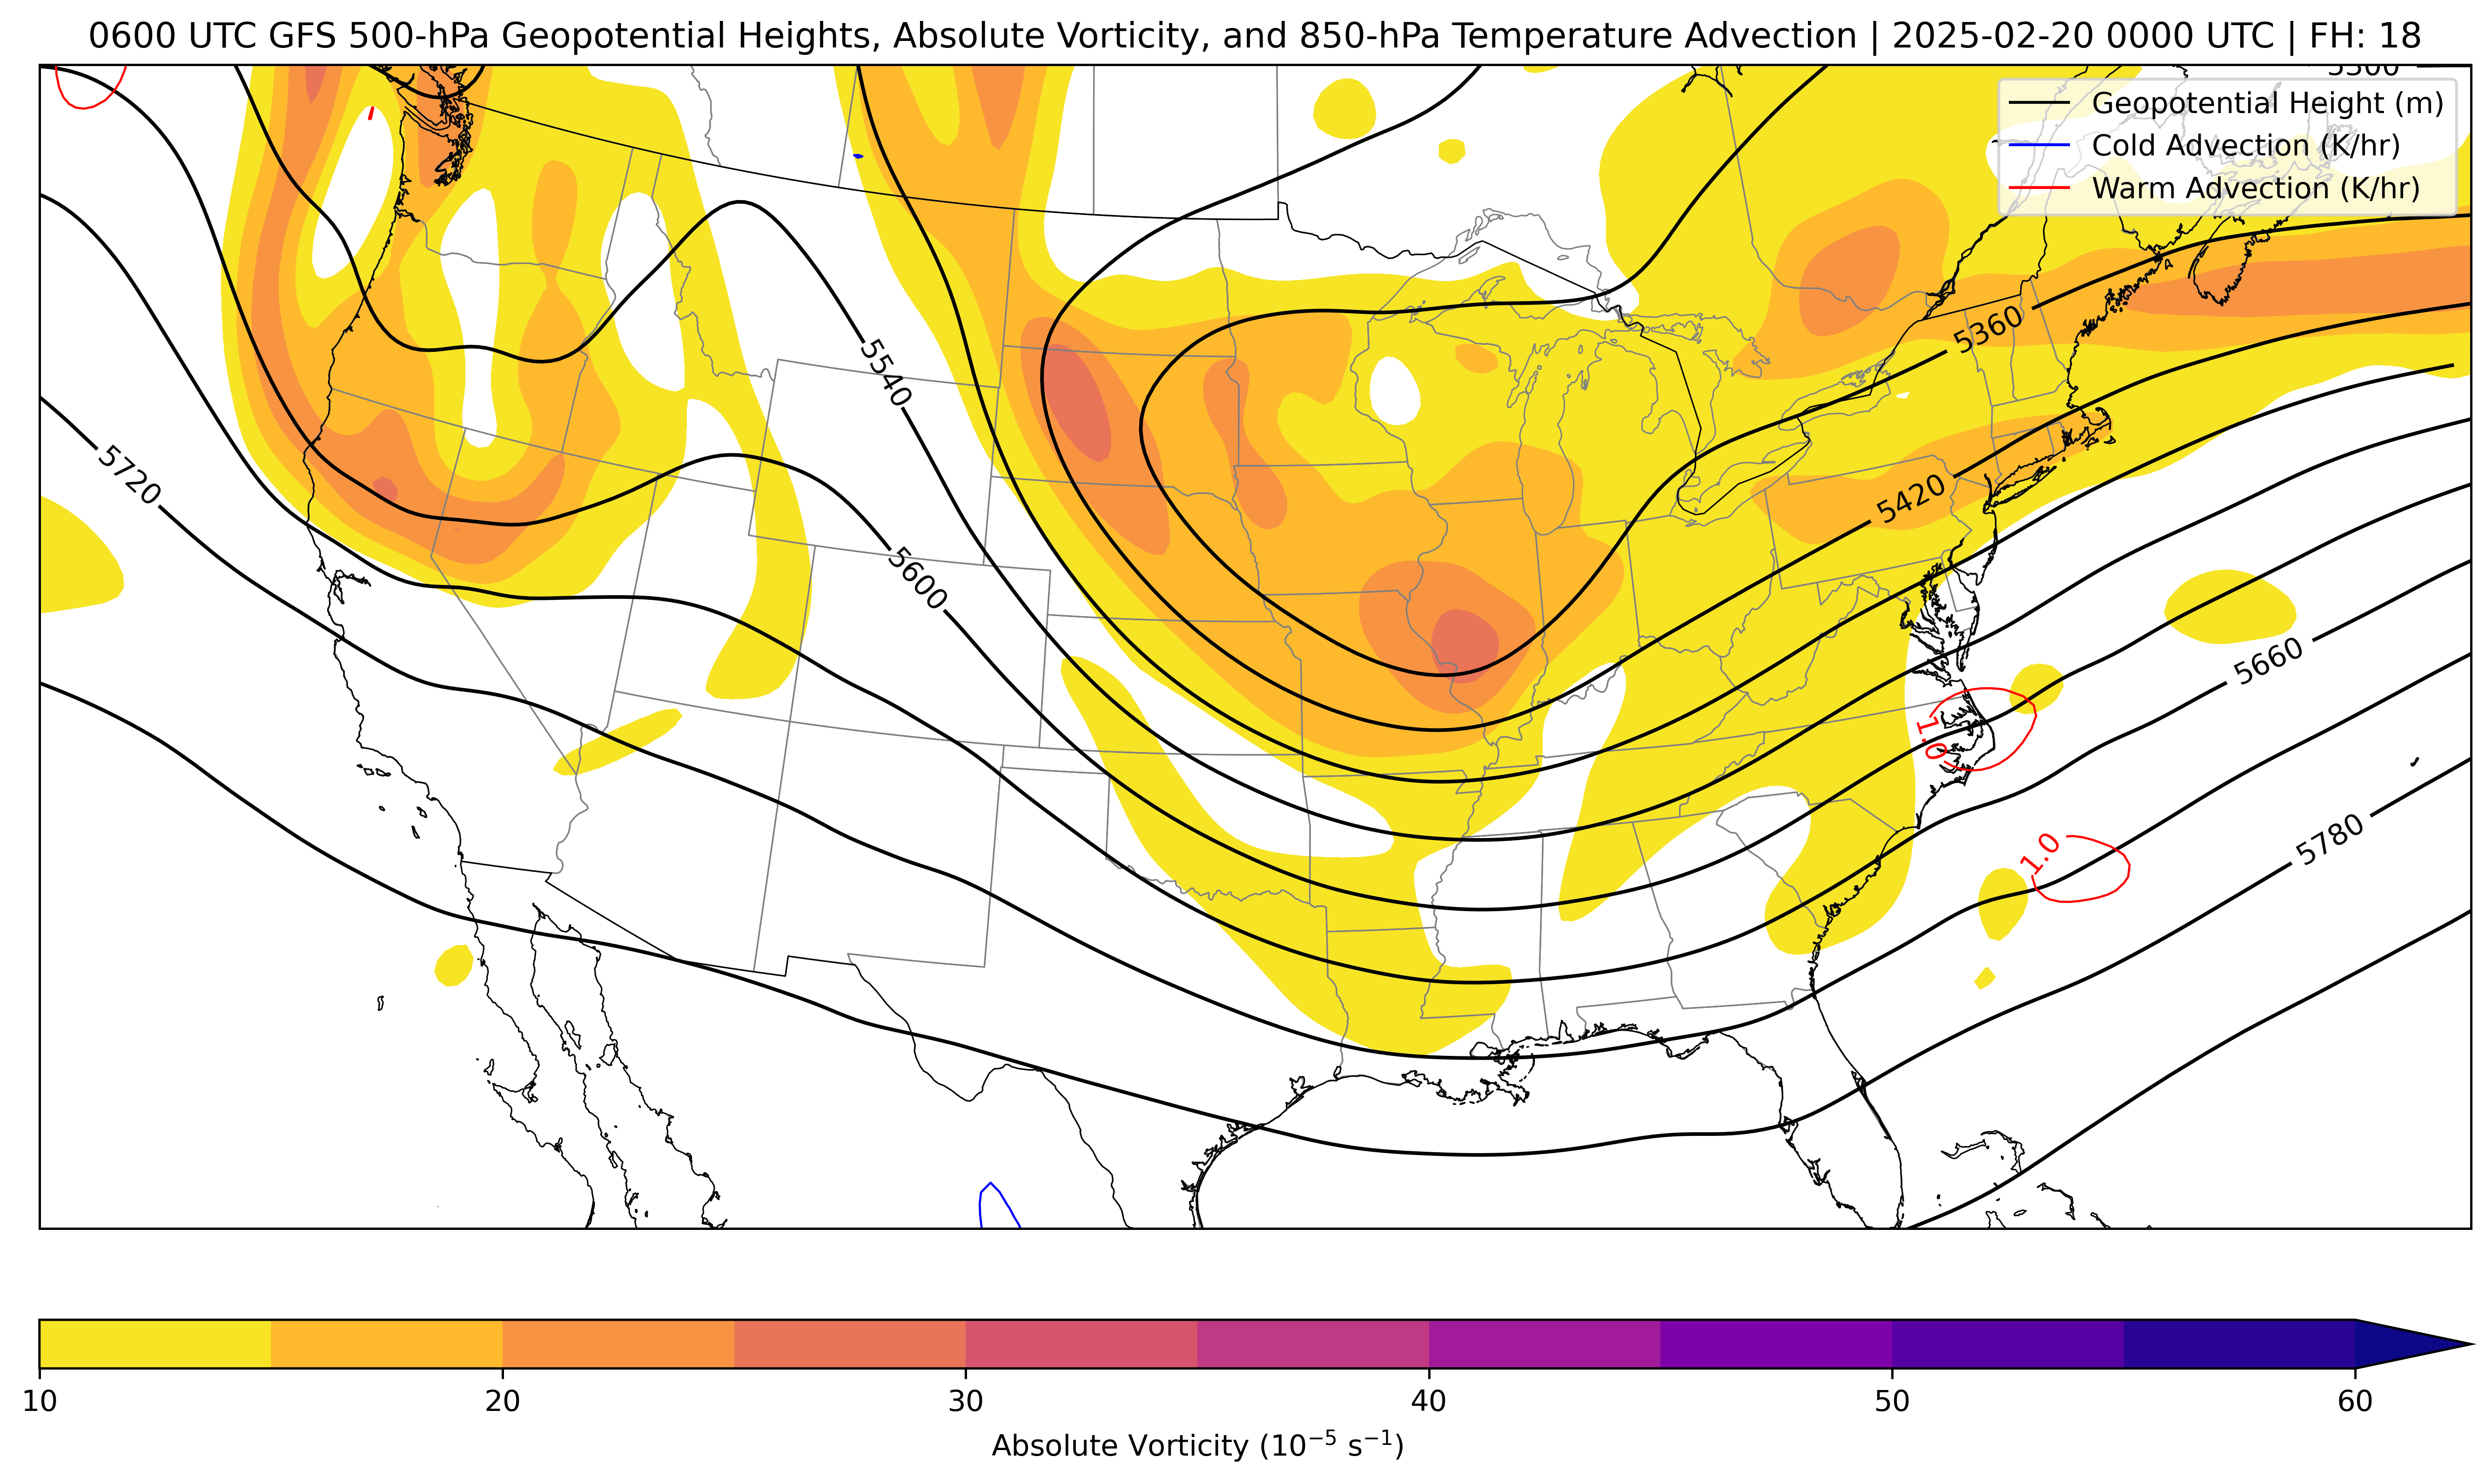 0600 UTC GFS 500-hPa Geopotential Heights, Absolute Vorticity, and 850-hPa Temperature Advection | 2025-02-20 0000 UTC | FH: 18
5300
Geopotential Height (m)
Cold Advection (K/hr)
Warm Advection (K/hr)
5360
5540
5720
5420
5600
5660
1.0
1.0
5780
10 20 30 40 50 60
Absolute Vorticity (10⁻⁵ s⁻¹)